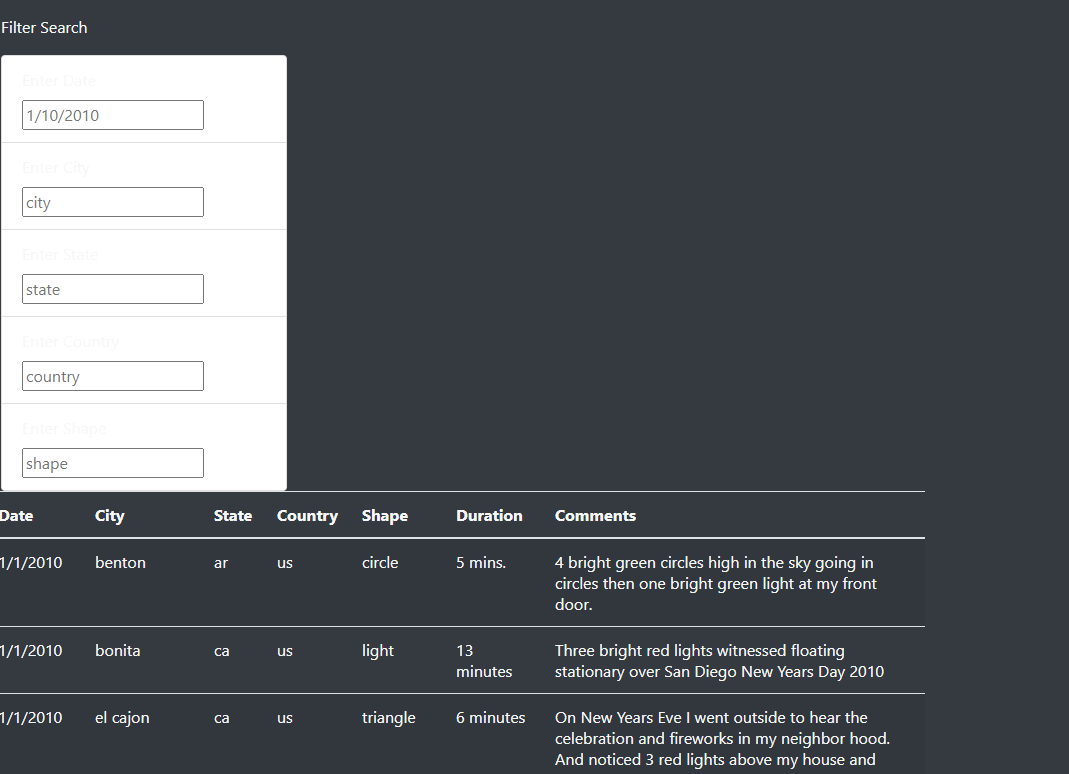 Filter Search
Enter Date
1/10/2010
Enter City
city
Enter State
state
Enter Country
country
Enter Shape
shape
Date City State Country Shape Duration Comments
1/1/2010 benton ar us circle 5 mins. 4 bright green circles high in the sky going in
circles then one bright green light at my front
door.
1/1/2010 bonita ca us light 13 Three bright red lights witnessed floating
minutes stationary over San Diego New Years Day 2010
1/1/2010 el cajon ca us triangle 6 minutes On New Years Eve I went outside to hear the
celebration and fireworks in my neighbor hood.
And noticed 3 red lights above my house and